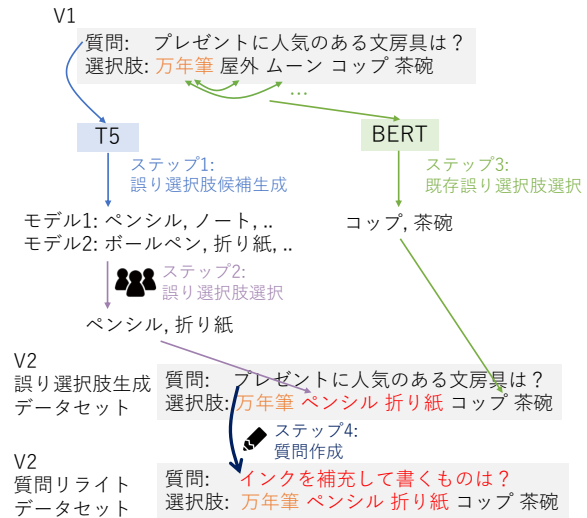 V1
質問: プレゼントに人気のある文房具は？
選択肢: 万年筆 屋外 ムーン コップ 茶碗
...
T5
BERT
ステップ1:
誤り選択肢候補生成
ステップ3:
既存誤り選択肢選択
モデル1: ペンシル, ノート, ..
モデル2: ボールペン, 折り紙, ..
コップ, 茶碗
ステップ2:
誤り選択肢選択
ペンシル, 折り紙
V2
誤り選択肢生成
データセット
質問: プレゼントに人気のある文房具は？
選択肢: 万年筆 ペンシル 折り紙 コップ 茶碗
ステップ4:
質問作成
V2
質問リライト
データセット
質問: インクを補充して書くものは？
選択肢: 万年筆 ペンシル 折り紙 コップ 茶碗